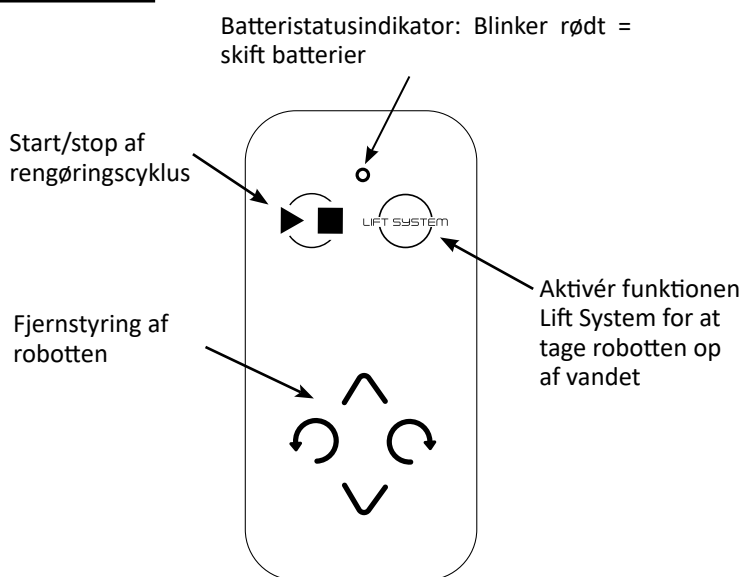 Batteristatusindikator: Blinker rødt =
skift batterier
Start/stop af
rengøringscyklus
LIFT SYSTEM
Aktivér funktionen
Lift System for at
tage robotten op
af vandet
Fjernstyring af
robotten